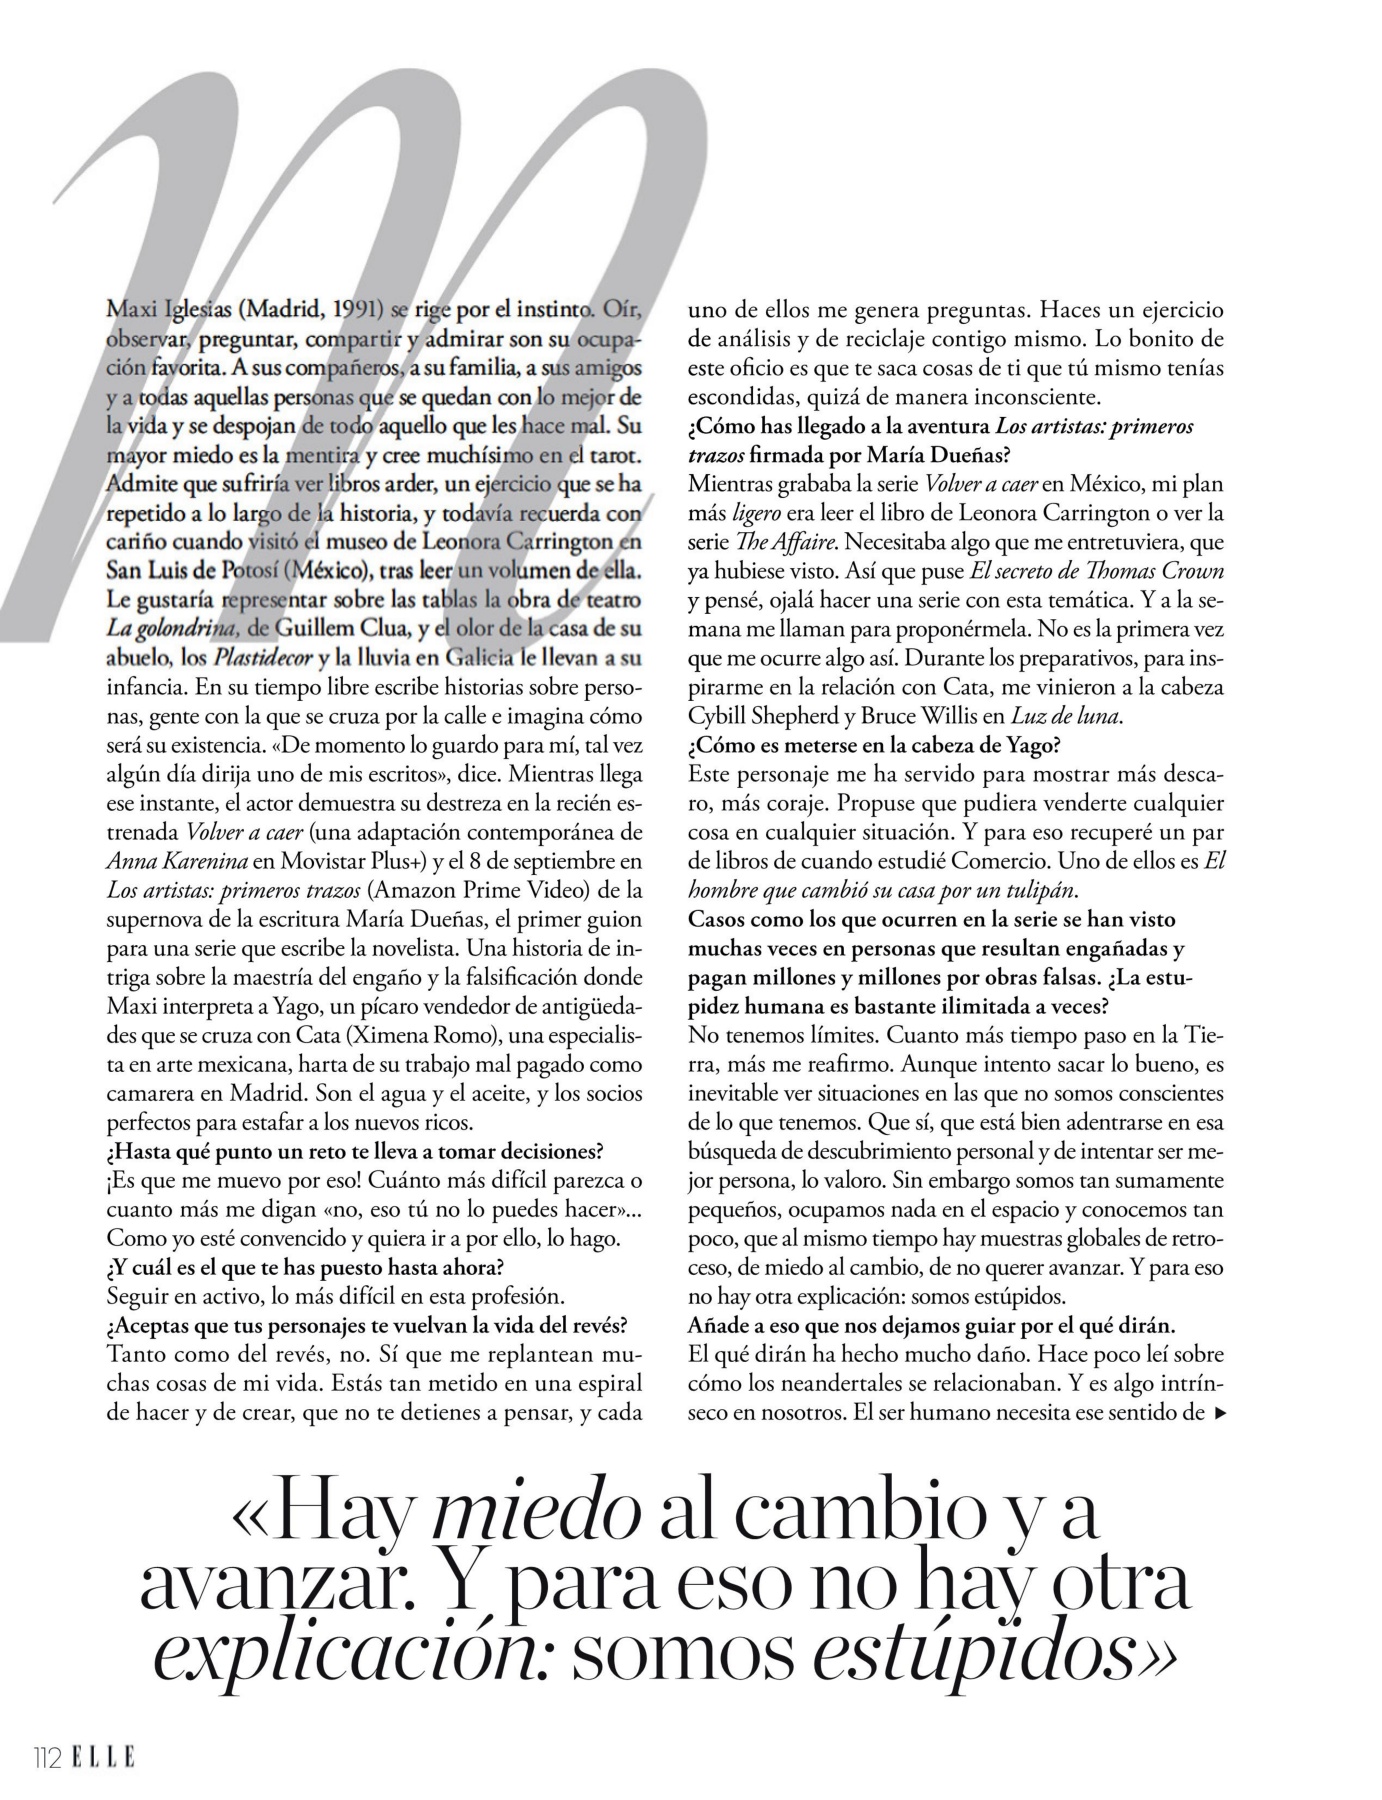 m
Maxi Iglesias (Madrid, 1991) se rige por el instinto. Oír,
observar, preguntar, compartir y admirar son su ocupa-
ción favorita. A sus compañeros, a su familia, a sus amigos
y a todas aquellas personas que se quedan con lo mejor de
la vida y se despojan de todo aquello que les hace mal. Su
mayor miedo es la mentira y cree muchísimo en el tarot.
Admite que sufriría ver libros arder, un ejercicio que se ha
repetido a lo largo de la historia, y todavía recuerda con
cariño cuando visitó el museo de Leonora Carrington en
San Luis de Potosí (México), tras leer un volumen de ella.
Le gustaría representar sobre las tablas la obra de teatro
La golondrina, de Guillem Clua, y el olor de la casa de su
abuelo, los Plastidecor y la lluvia en Galicia le llevan a su
infancia. En su tiempo libre escribe historias sobre perso-
nas, gente con la que se cruza por la calle e imagina cómo
será su existencia. «De momento lo guardo para mí, tal vez
algún día dirija uno de mis escritos», dice. Mientras llega
ese instante, el actor demuestra su destreza en la recién es-
trenada Volver a caer (una adaptación contemporánea de
Anna Karenina en Movistar Plus+) y el 8 de septiembre en
Los artistas: primeros trazos (Amazon Prime Video) de la
supernova de la escritura María Dueñas, el primer guion
para una serie que escribe la novelista. Una historia de in-
triga sobre la maestría del engaño y la falsificación donde
Maxi interpreta a Yago, un pícaro vendedor de antigüeda-
des que se cruza con Cata (Ximena Romo), una especialis-
ta en arte mexicana, harta de su trabajo mal pagado como
camarera en Madrid. Son el agua y el aceite, y los socios
perfectos para estafar a los nuevos ricos.
¿Hasta qué punto un reto te lleva a tomar decisiones?
¡Es que me muevo por eso! Cuánto más difícil parezca o
cuanto más me digan «no, eso tú no lo puedes hacer»...
Como yo esté convencido y quiera ir a por ello, lo hago.
¿Y cuál es el que te has puesto hasta ahora?
Seguir en activo, lo más difícil en esta profesión.
¿Aceptas que tus personajes te vuelvan la vida del revés?
Tanto como del revés, no. Sí que me replantean mu-
chas cosas de mi vida. Estás tan metido en una espiral
de hacer y de crear, que no te detienes a pensar, y cada
uno de ellos me genera preguntas. Haces un ejercicio
de análisis y de reciclaje contigo mismo. Lo bonito de
este oficio es que te saca cosas de ti que tú mismo tenías
escondidas, quizá de manera inconsciente.
¿Cómo has llegado a la aventura Los artistas: primeros
trazos firmada por María Dueñas?
Mientras grababa la serie Volver a caer en México, mi plan
más ligero era leer el libro de Leonora Carrington o ver la
serie The Affaire. Necesitaba algo que me entretuviera, que
ya hubiese visto. Así que puse El secreto de Thomas Crown
y pensé, ojalá hacer una serie con esta temática. Y a la se-
mana me llaman para proponérmela. No es la primera vez
que me ocurre algo así. Durante los preparativos, para ins-
pirarme en la relación con Cata, me vinieron a la cabeza
Cybill Shepherd y Bruce Willis en Luz de luna.
¿Cómo es meterse en la cabeza de Yago?
Este personaje me ha servido para mostrar más desca-
ro, más coraje. Propuse que pudiera venderte cualquier
cosa en cualquier situación. Y para eso recuperé un par
de libros de cuando estudié Comercio. Uno de ellos es El
hombre que cambió su casa por un tulipán.
Casos como los que ocurren en la serie se han visto
muchas veces en personas que resultan engañadas y
pagan millones y millones por obras falsas. ¿La estu-
pidez humana es bastante ilimitada a veces?
No tenemos límites. Cuanto más tiempo paso en la Tie-
rra, más me reafirmo. Aunque intento sacar lo bueno, es
inevitable ver situaciones en las que no somos conscientes
de lo que tenemos. Que sí, que está bien adentrarse en esa
búsqueda de descubrimiento personal y de intentar ser me-
jor persona, lo valoro. Sin embargo somos tan sumamente
pequeños, ocupamos nada en el espacio y conocemos tan
poco, que al mismo tiempo hay muestras globales de retro-
ceso, de miedo al cambio, de no querer avanzar. Y para eso
no hay otra explicación: somos estúpidos.
Añade a eso que nos dejamos guiar por el qué dirán.
El qué dirán ha hecho mucho daño. Hace poco leí sobre
cómo los neandertales se relacionaban. Y es algo intrín-
seco en nosotros. El ser humano necesita ese sentido de ▶
«Hay miedo al cambio y a
avanzar. Y para eso no hay otra
explicación: somos estúpidos»
112 ELLE